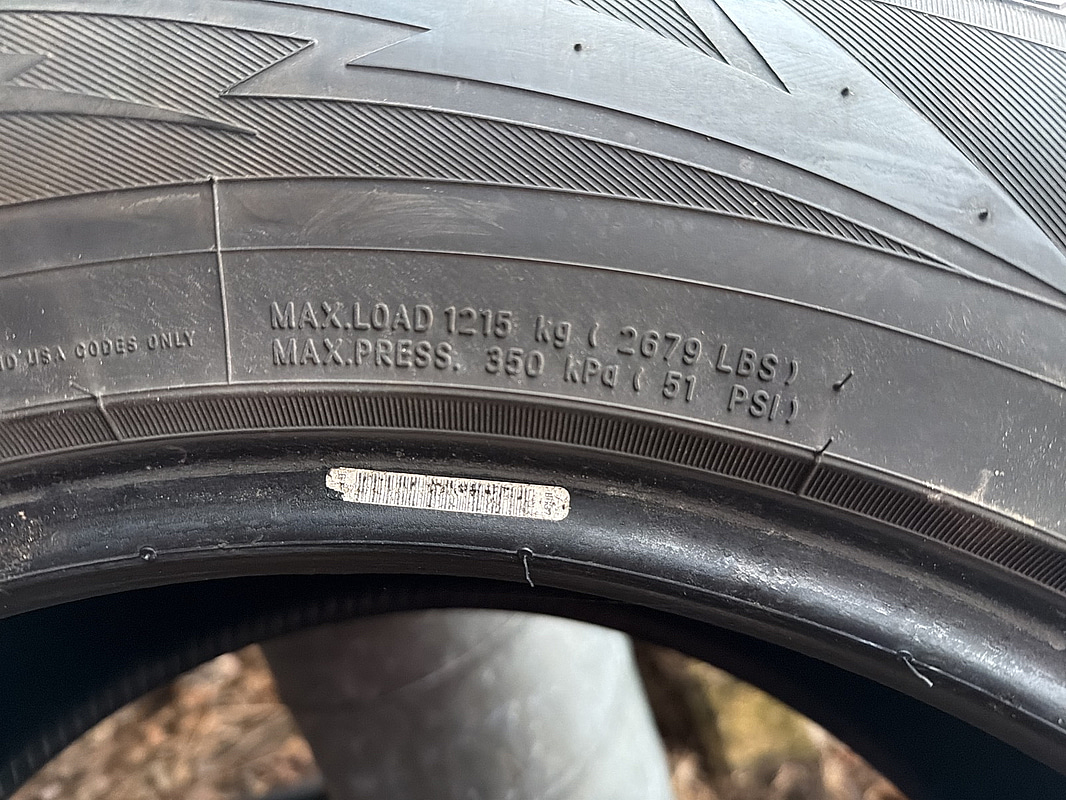 USA CODES ONLY
MAX.LOAD 1215 kg ( 2679 LBS )
MAX.PRESS. 350 kPa ( 51 PSI )